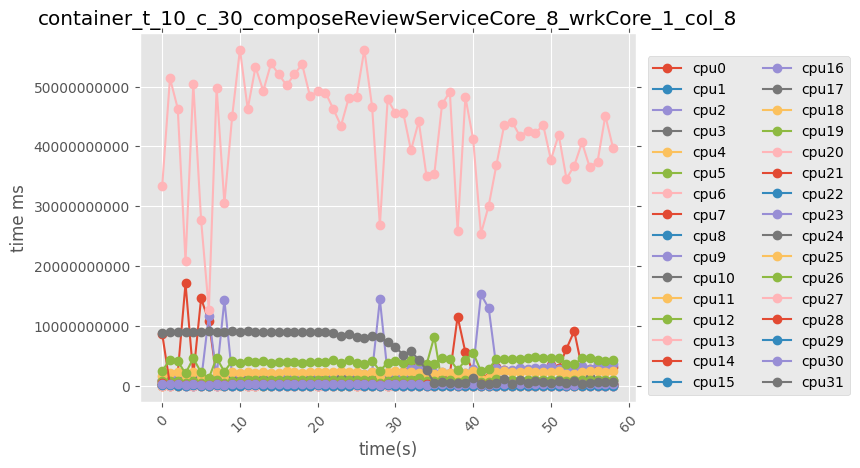 container_t_10_c_30_composeReviewServiceCore_8_wrkCore_1_col_8
time ms
50000000000
40000000000
30000000000
20000000000
10000000000
0
0 10 20 30 40 50 60
time(s)
cpu0 cpu16
cpu1 cpu17
cpu2 cpu18
cpu3 cpu19
cpu4 cpu20
cpu5 cpu21
cpu6 cpu22
cpu7 cpu23
cpu8 cpu24
cpu9 cpu25
cpu10 cpu26
cpu11 cpu27
cpu12 cpu28
cpu13 cpu29
cpu14 cpu30
cpu15 cpu31